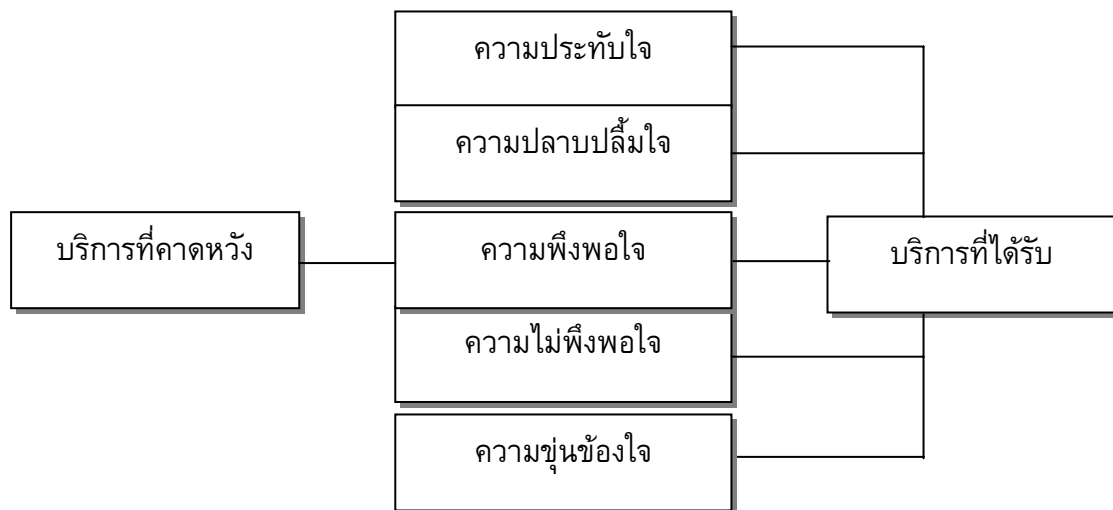 ความประทับใจ
ความปลาบปลื้มใจ
บริการที่คาดหวัง
ความพึงพอใจ
บริการที่ได้รับ
ความไม่พึงพอใจ
ความขุ่นข้องใจ